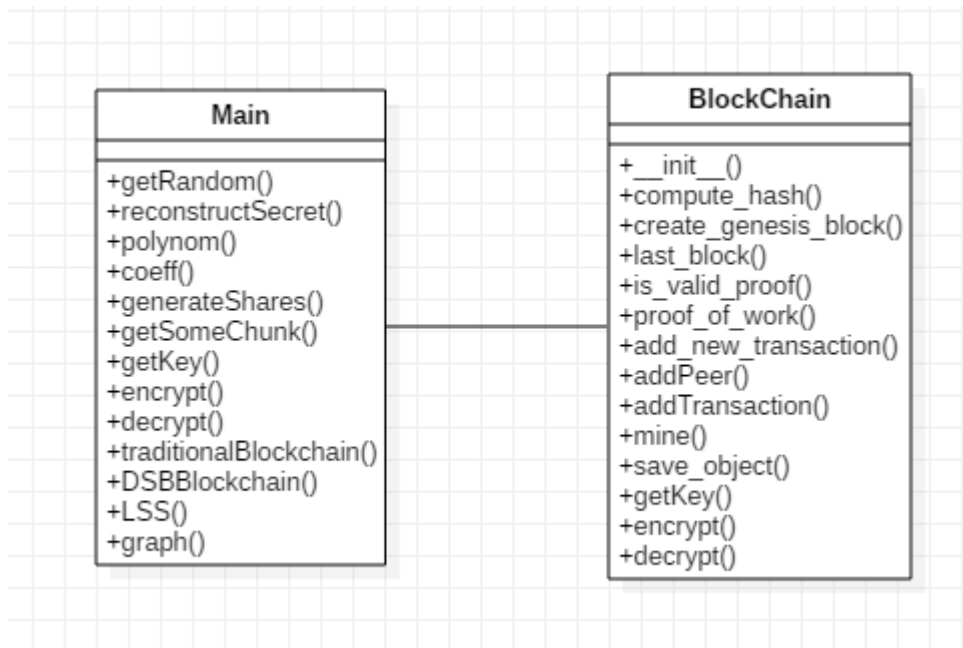 Main
+getRandom()
+reconstructSecret()
+polynom()
+coeff()
+generateShares()
+getSomeChunk()
+getKey()
+encrypt()
+decrypt()
+traditionalBlockchain()
+DSBBlockchain()
+LSS()
+graph()
BlockChain
+__init__()
+compute_hash()
+create_genesis_block()
+last_block()
+is_valid_proof()
+proof_of_work()
+add_new_transaction()
+addPeer()
+addTransaction()
+mine()
+save_object()
+getKey()
+encrypt()
+decrypt()